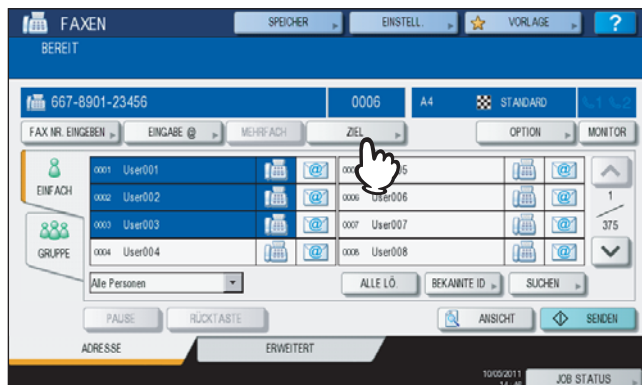 FAXEN SPEICHER EINSTELL. VORLAGE ?
BEREIT
667-8901-23456 0006 A4 STANDARD
FAX NR. EINGEBEN EINGABE @ MEHRFACH ZIEL OPTION MONITOR
EINFACH
0001 User001
0002 User002 0006 User006
0003 User003 0007 User007
0004 User004 0008 User008
1
375
GRUPPE
Alle Personen ALLE LÖ. BEKANNTE ID SUCHEN
PAUSE RÜCKTASTE ANSICHT SENDEN
ADRESSE ERWEITERT
10/05/2011
JOB STATUS